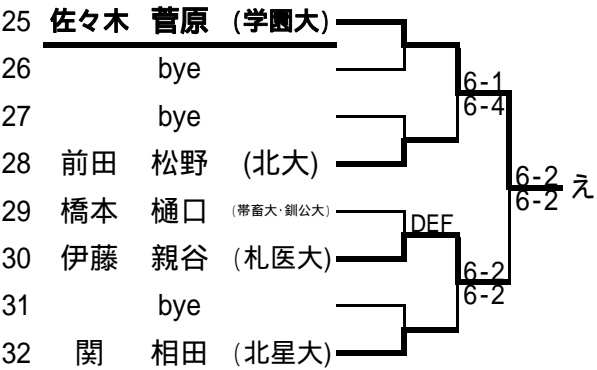 25 佐々木 菅原 (学園大)
26 bye
6-1
6-4
27 bye
28 前田 松野 (北大)
6-2
6-2 え
29 橋本 樋口 (帯畜大・釧公大)
DEF
30 伊藤 親谷 (札医大)
6-2
6-2
31 bye
32 関 相田 (北星大)